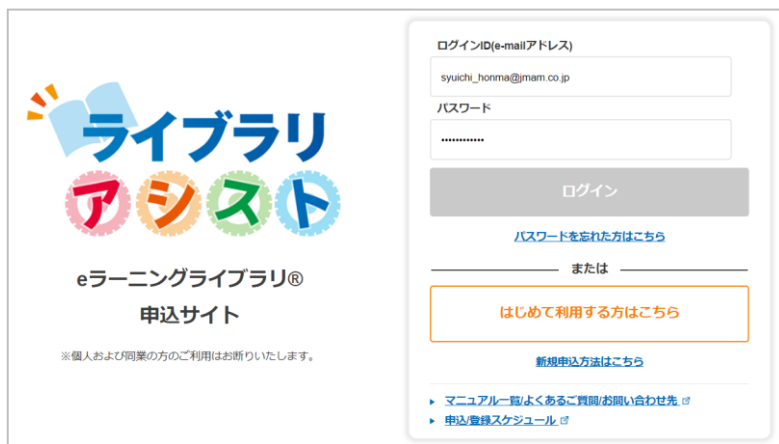 ライブラリ
アシスト
eラーニングライブラリ®
申込サイト
※個人および同業の方のご利用はお断りいたします。
ログインID(e-mailアドレス)
syuichi_honma@jmam.co.jp
パスワード
••••••••••••
ログイン
パスワードを忘れた方はこちら
または
はじめて利用する方はこちら
新規申込方法はこちら
マニュアル一覧/よくあるご質問/お問い合わせ先
申込/登録スケジュール